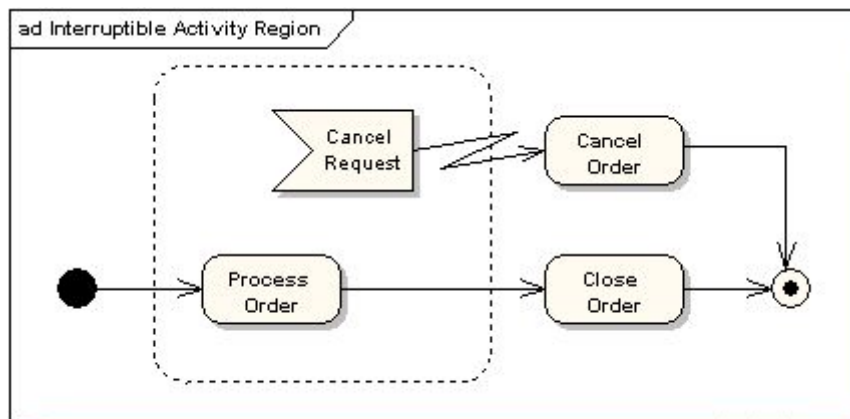 ad Interruptible Activity Region
Cancel
Request
Cancel
Order
Process
Order
Close
Order